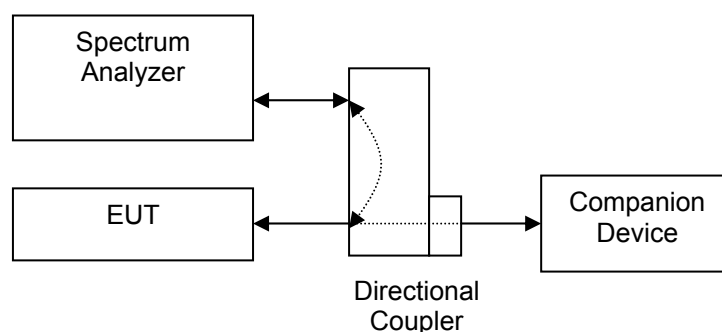 Spectrum
Analyzer
EUT
Companion
Device
Directional
Coupler